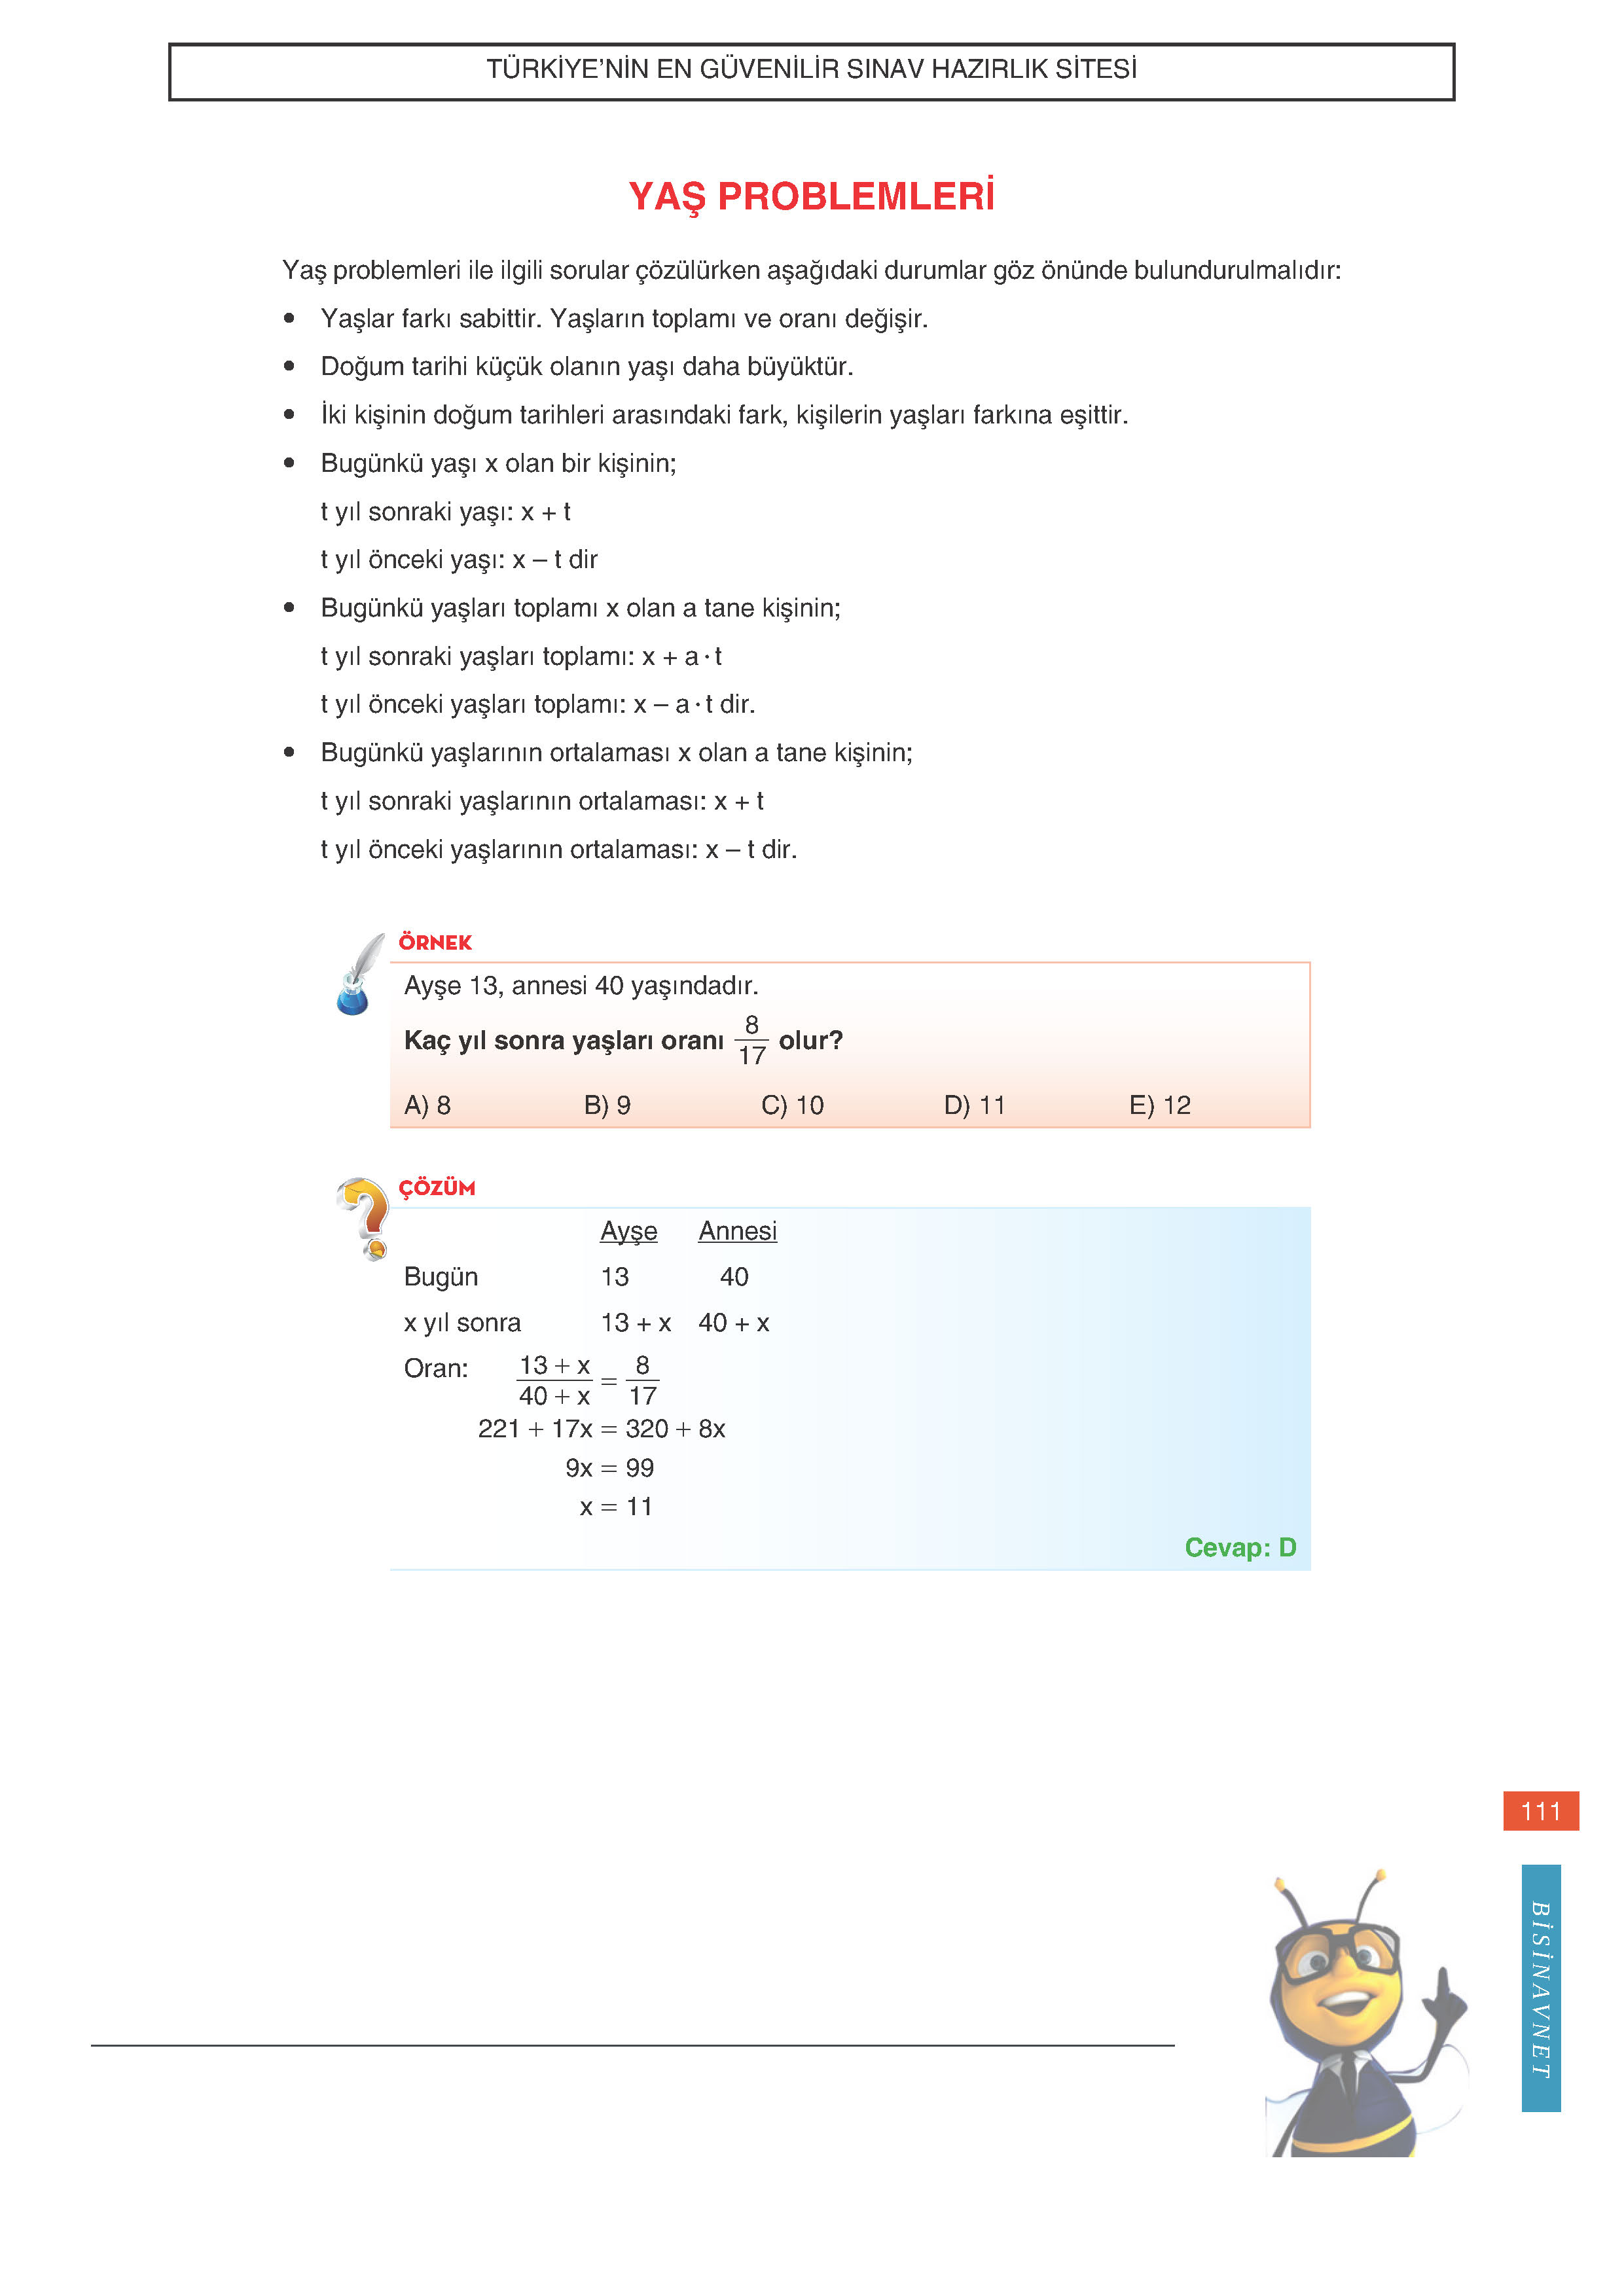 TÜRKİYE'NİN EN GÜVENİLİR SINAV HAZIRLIK SİTESİ
YAŞ PROBLEMLERİ
Yaş problemleri ile ilgili sorular çözülürken aşağıdaki durumlar göz önünde bulundurulmalıdır:
• Yaşlar farkı sabittir. Yaşların toplamı ve oranı değişir.
• Doğum tarihi küçük olanın yaşı daha büyüktür.
• İki kişinin doğum tarihleri arasındaki fark, kişilerin yaşları farkına eşittir.
• Bugünkü yaşı x olan bir kişinin;
t yıl sonraki yaşı: x + t
t yıl önceki yaşı: x – t dir
• Bugünkü yaşları toplamı x olan a tane kişinin;
t yıl sonraki yaşları toplamı: x + a · t
t yıl önceki yaşları toplamı: x – a · t dir.
• Bugünkü yaşlarının ortalaması x olan a tane kişinin;
t yıl sonraki yaşlarının ortalaması: x + t
t yıl önceki yaşlarının ortalaması: x – t dir.
ÖRNEK
Ayşe 13, annesi 40 yaşındadır.
Kaç yıl sonra yaşları oranı 8/17 olur?
A) 8 B) 9 C) 10 D) 11 E) 12
ÇÖZÜM
Ayşe Annesi
Bugün 13 40
x yıl sonra 13 + x 40 + x
Oran: (13 + x)/(40 + x) = 8/17
221 + 17x = 320 + 8x
9x = 99
x = 11
Cevap: D
111
BİSİNAVNET